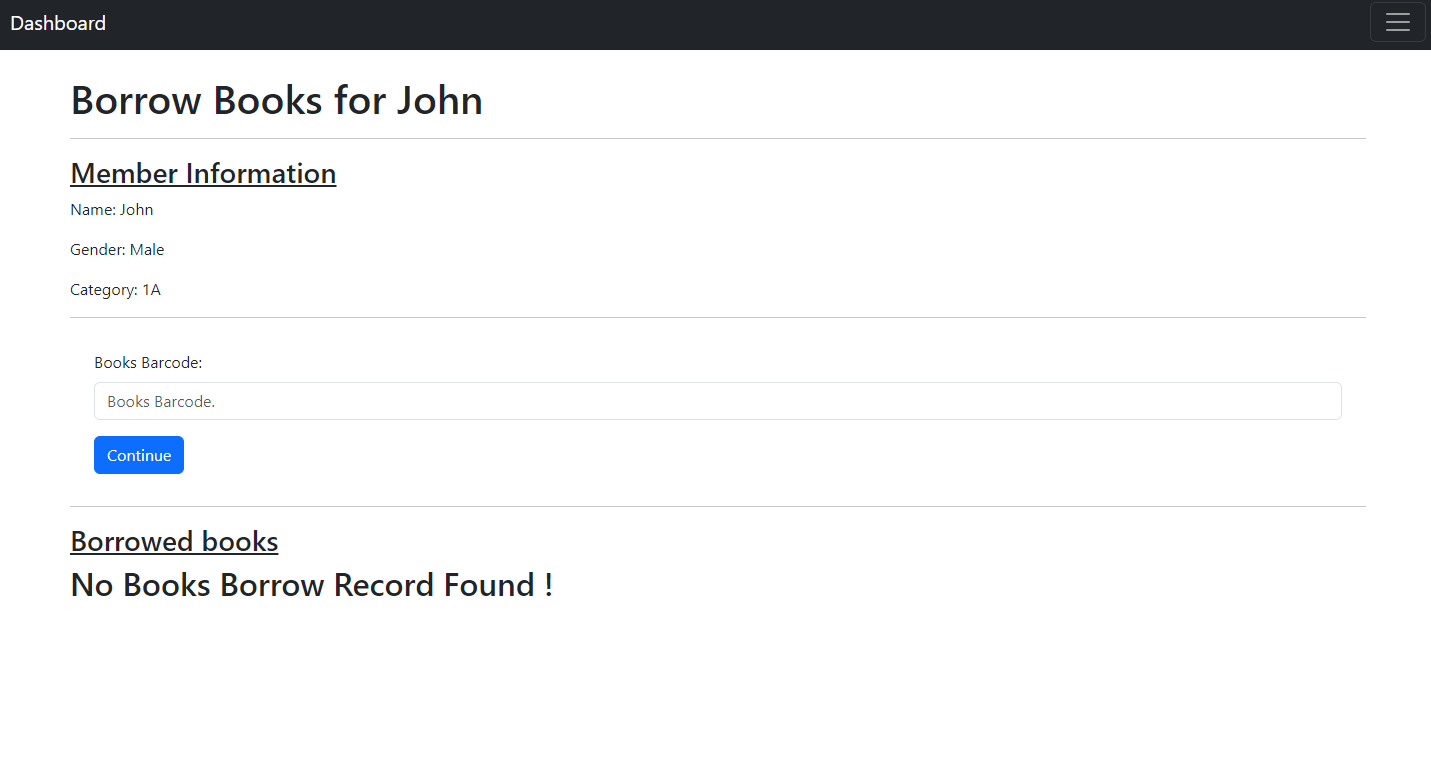 Dashboard
Borrow Books for John
Member Information
Name: John
Gender: Male
Category: 1A
Books Barcode:
Books Barcode.
Continue
Borrowed books
No Books Borrow Record Found !